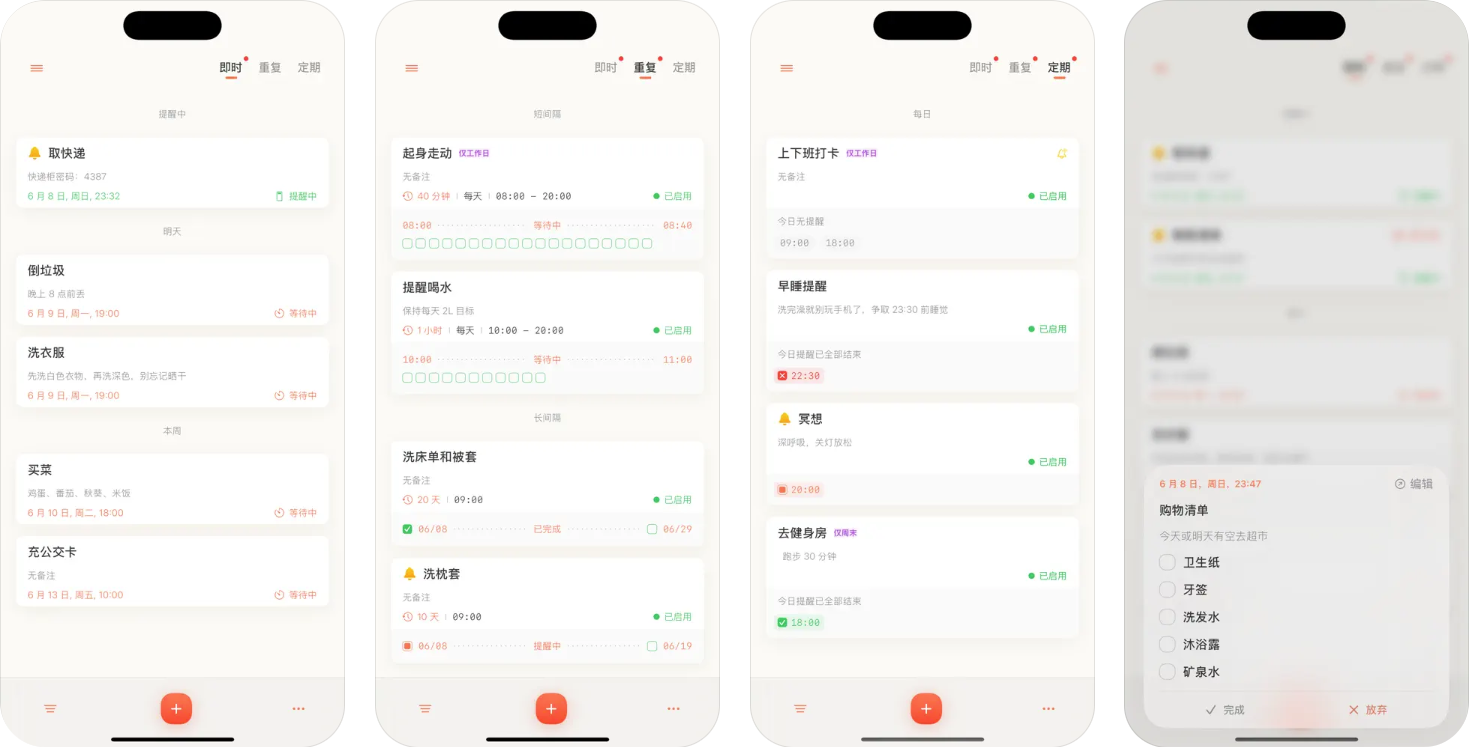 即时 重复 定期
提醒中
取快递
快递柜密码：4387
6 月 8 日, 周日, 23:32 提醒中
明天
倒垃圾
晚上 8 点前丢
6 月 9 日, 周一, 19:00 等待中
洗衣服
先洗白色衣物，再洗深色，别忘记晒干
6 月 9 日, 周一, 19:00 等待中
本周
买菜
鸡蛋、番茄、秋葵、米饭
6 月 10 日, 周二, 18:00 等待中
充公交卡
无备注
6 月 13 日, 周五, 10:00 等待中
即时 重复 定期
短间隔
起身走动 仅工作日
无备注
40 分钟 每天 08:00 – 20:00 已启用
08:00 等待中 08:40
提醒喝水
保持每天 2L 目标
1 小时 每天 10:00 – 20:00 已启用
10:00 等待中 11:00
长间隔
洗床单和被套
无备注
20 天 09:00 已启用
06/08 已完成 06/29
洗枕套
无备注
10 天 09:00 已启用
06/08 提醒中 06/19
即时 重复 定期
每日
上下班打卡 仅工作日
无备注
已启用
今日无提醒
09:00 18:00
早睡提醒
洗完澡就别玩手机了，争取 23:30 前睡觉
已启用
今日提醒已全部结束
22:30
冥想
深呼吸，关灯放松
已启用
20:00
去健身房 仅周末
跑步 30 分钟
已启用
今日提醒已全部结束
18:00
6 月 8 日，周日，23:47 编辑
购物清单
今天或明天有空去超市
卫生纸
牙签
洗发水
沐浴露
矿泉水
完成 放弃